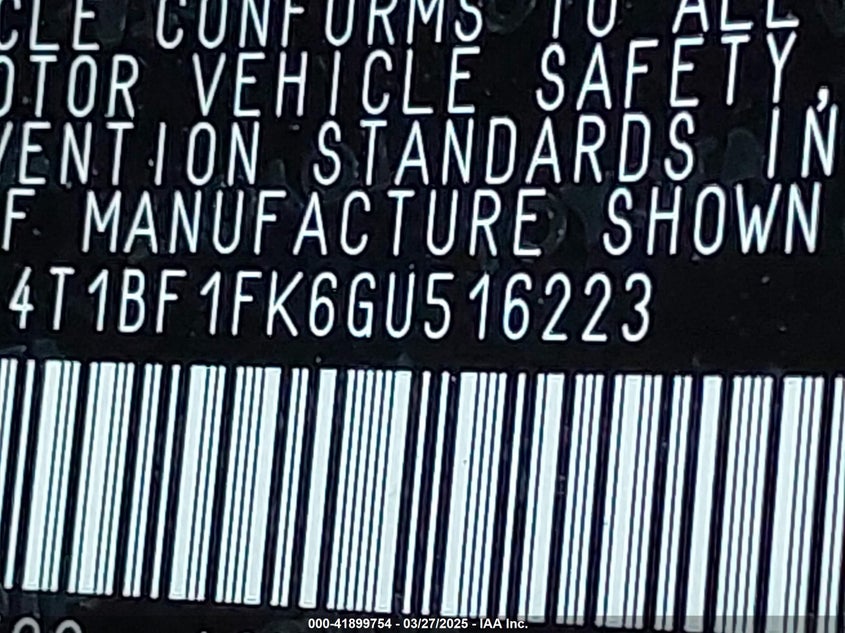 CLE CONFORMS TO ALL
OTOR VEHICLE SAFETY,
VENTION STANDARDS IN
F MANUFACTURE SHOWN
4T1BF1FK6GU516223
000-41899754 - 03/27/2025 - IAA Inc.